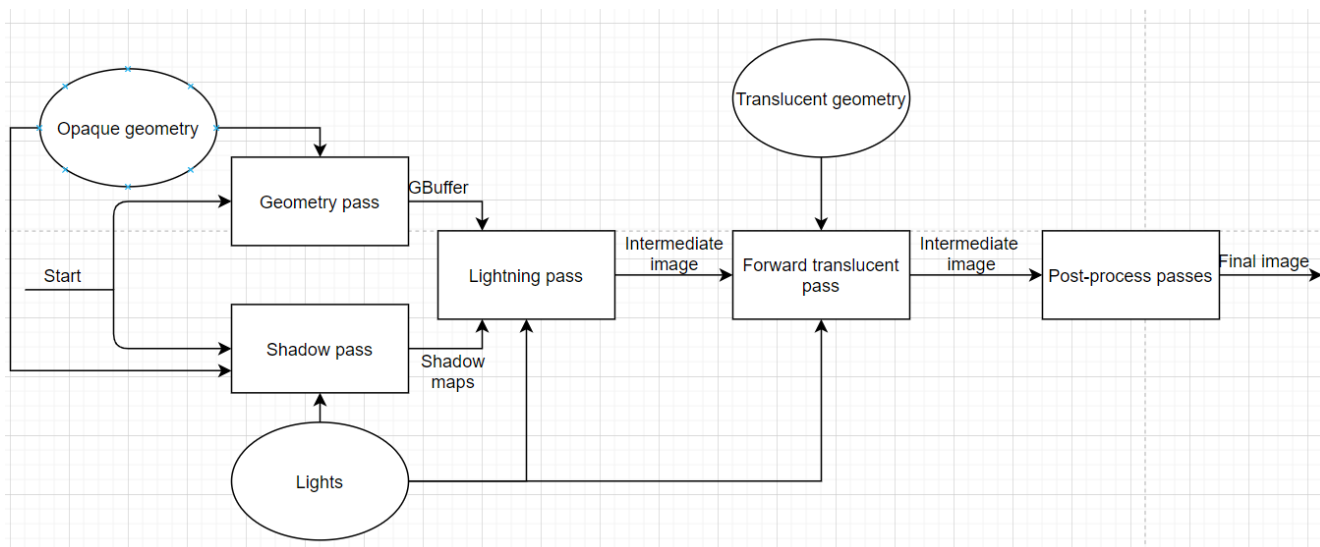 Translucent geometry
Opaque geometry
GBuffer
Geometry pass
Start
Intermediate
image
Intermediate
image
Final image
Lightning pass
Forward translucent
pass
Post-process passes
Shadow pass
Shadow
maps
Lights